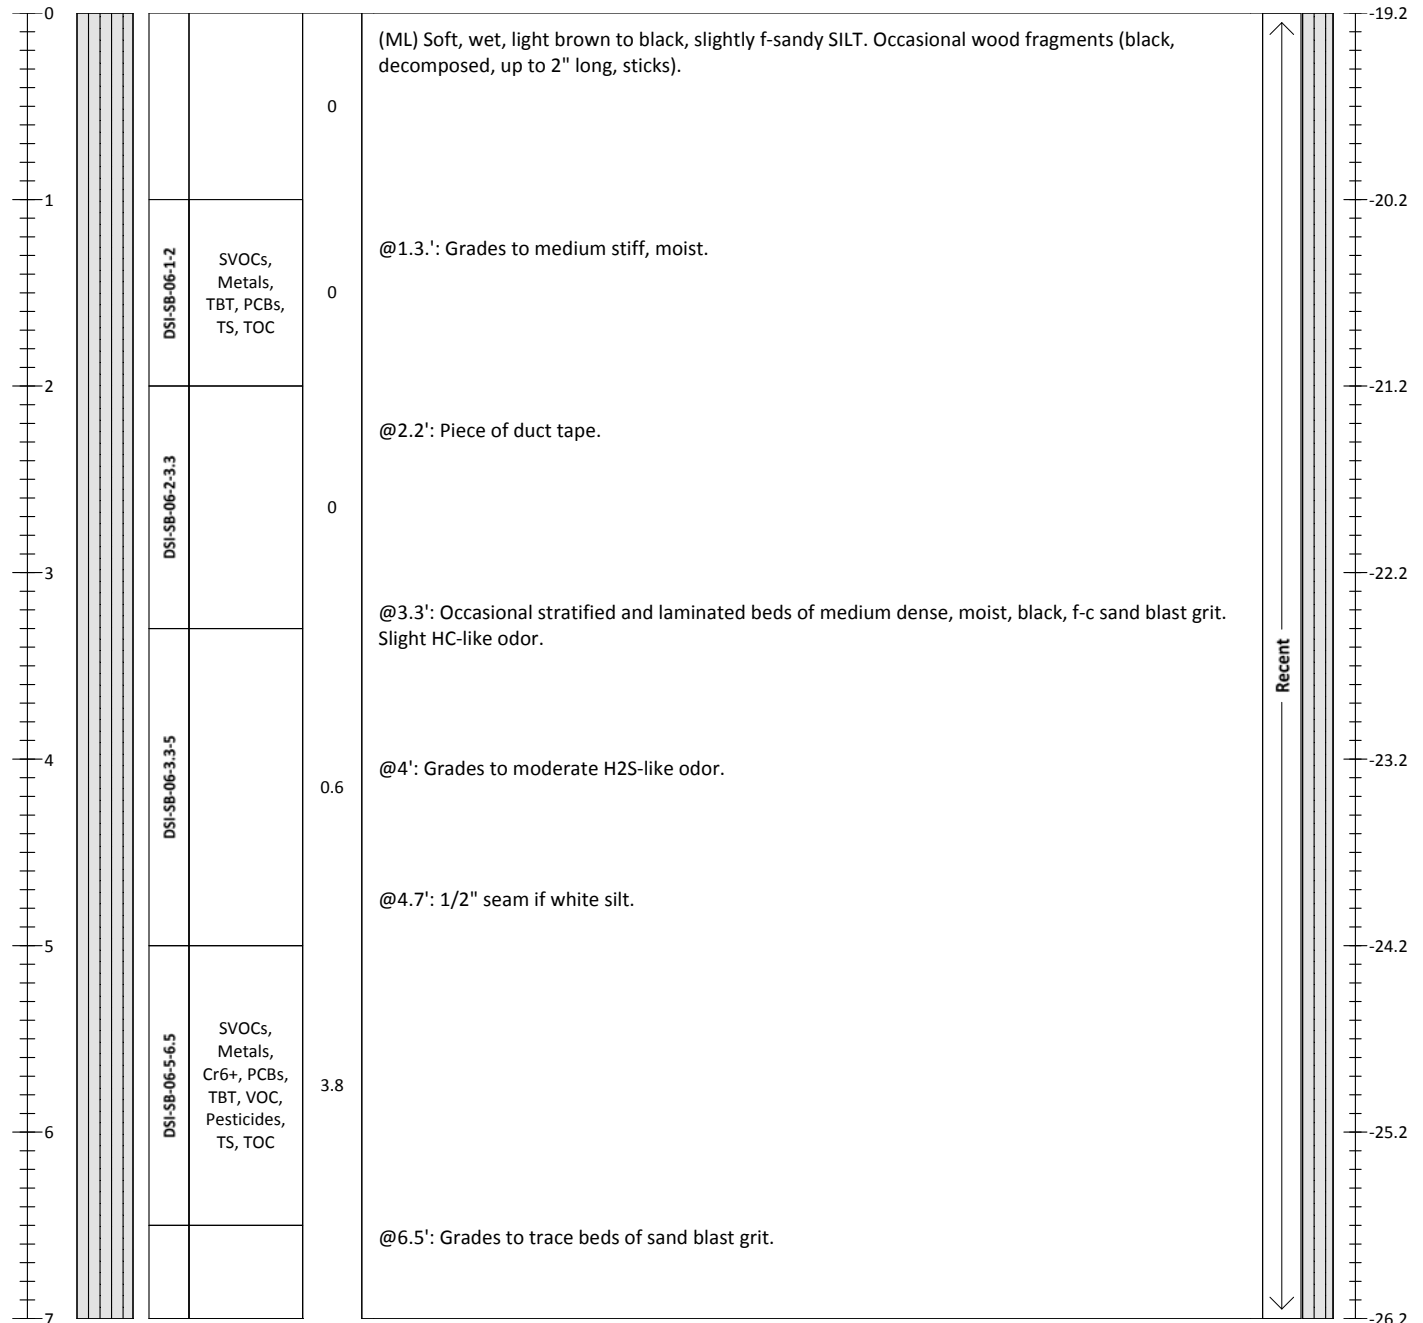 0
-19.2
(ML) Soft, wet, light brown to black, slightly f-sandy SILT. Occasional wood fragments (black,
decomposed, up to 2" long, sticks).
0
1
-20.2
DSI-SB-06-1-2
SVOCs,
Metals,
TBT, PCBs,
TS, TOC
0
@1.3.': Grades to medium stiff, moist.
2
-21.2
DSI-SB-06-2-3.3
0
@2.2': Piece of duct tape.
3
-22.2
@3.3': Occasional stratified and laminated beds of medium dense, moist, black, f-c sand blast grit.
Slight HC-like odor.
Recent
DSI-SB-06-3.3-5
4
-23.2
0.6
@4': Grades to moderate H2S-like odor.
@4.7': 1/2" seam if white silt.
5
-24.2
DSI-SB-06-5-6.5
SVOCs,
Metals,
Cr6+, PCBs,
TBT, VOC,
Pesticides,
TS, TOC
3.8
6
-25.2
@6.5': Grades to trace beds of sand blast grit.
7
-26.2